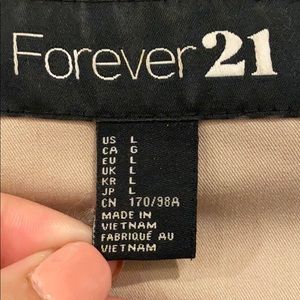 Forever 21
US L
CA G
EU L
UK L
KR L
JP L
CN 170/98A
MADE IN
VIETNAM
FABRIQUÉ AU
VIETNAM